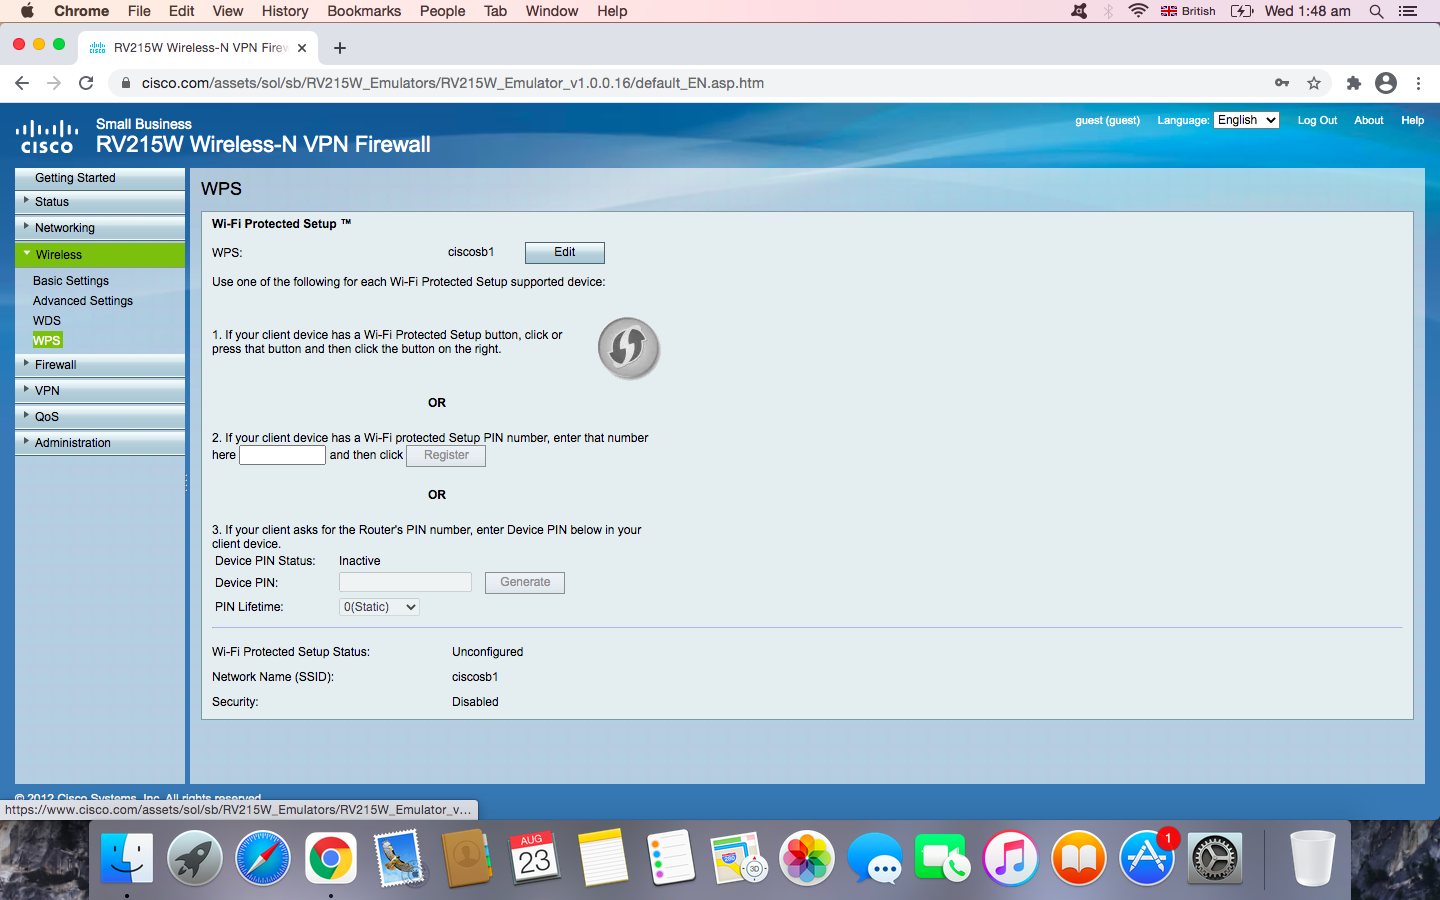 Chrome File Edit View History Bookmarks People Tab Window Help British Wed 1:48 am
RV215W Wireless-N VPN Firew
cisco.com/assets/sol/sb/RV215W_Emulators/RV215W_Emulator_v1.0.0.16/default_EN.asp.htm
cisco
Small Business
RV215W Wireless-N VPN Firewall
guest (guest) Language: English Log Out About Help
Getting Started
Status
Networking
Wireless
Basic Settings
Advanced Settings
WDS
WPS
Firewall
VPN
QoS
Administration
WPS
Wi-Fi Protected Setup ™
WPS: ciscosb1 Edit
Use one of the following for each Wi-Fi Protected Setup supported device:
1. If your client device has a Wi-Fi Protected Setup button, click or
press that button and then click the button on the right.
OR
2. If your client device has a Wi-Fi protected Setup PIN number, enter that number
here and then click Register
OR
3. If your client asks for the Router's PIN number, enter Device PIN below in your
client device.
Device PIN Status: Inactive
Device PIN: Generate
PIN Lifetime: 0(Static)
Wi-Fi Protected Setup Status: Unconfigured
Network Name (SSID): ciscosb1
Security: Disabled
© 2012 Cisco Systems, Inc. All rights reserved.
https://www.cisco.com/assets/sol/sb/RV215W_Emulators/RV215W_Emulator_v...
AUG
23
280
3D
1